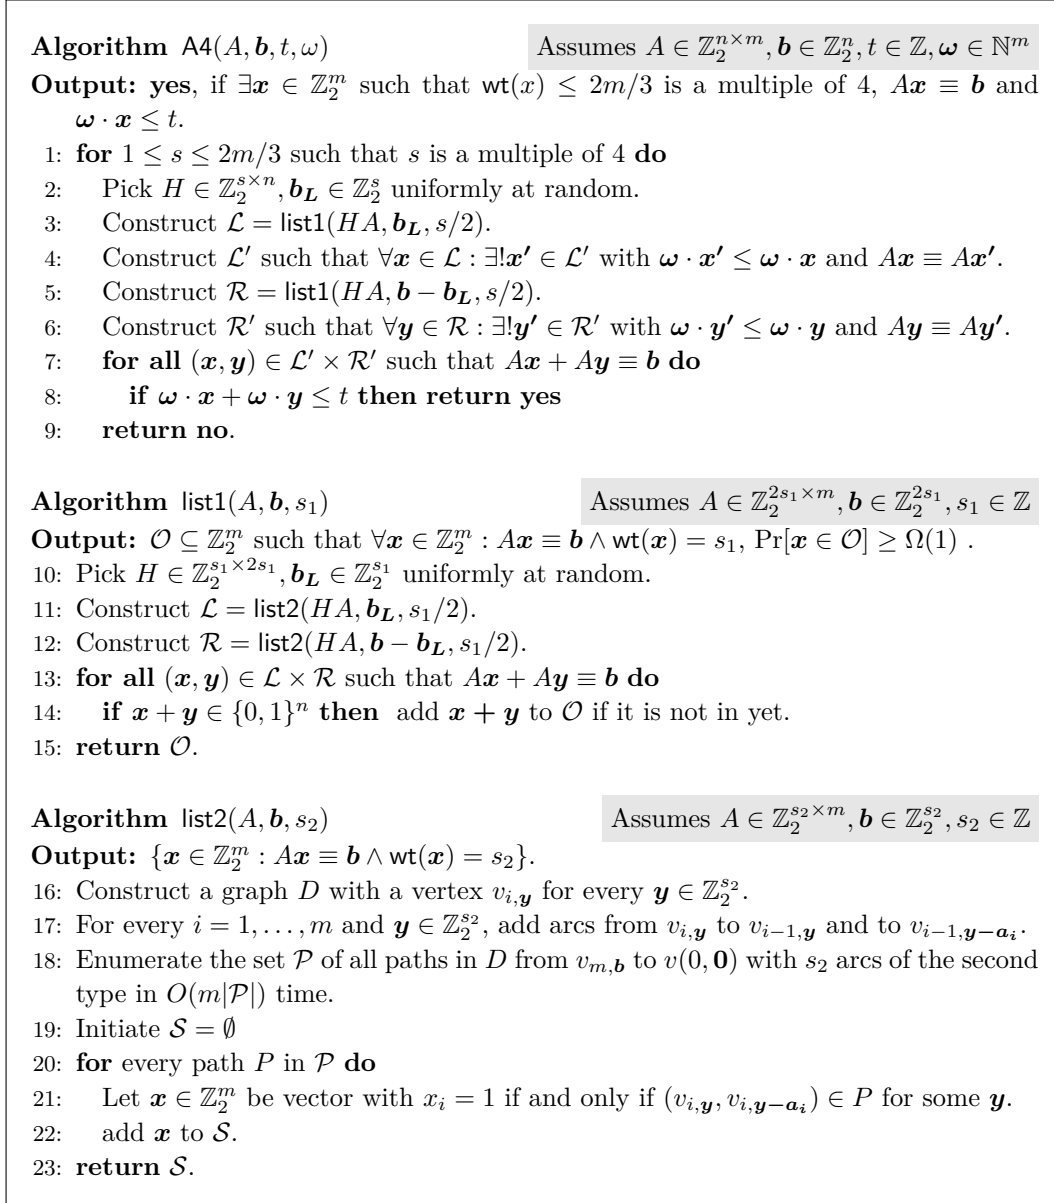 Algorithm A4(A, b, t, ω) Assumes A ∈ ℤ₂ⁿˣᵐ, b ∈ ℤ₂ⁿ, t ∈ ℤ, ω ∈ ℕᵐ
Output: yes, if ∃x ∈ ℤ₂ᵐ such that wt(x) ≤ 2m/3 is a multiple of 4, Ax ≡ b and
ω · x ≤ t.
1: for 1 ≤ s ≤ 2m/3 such that s is a multiple of 4 do
2: Pick H ∈ ℤ₂ˢˣⁿ, b_L ∈ ℤ₂ˢ uniformly at random.
3: Construct ℒ = list1(HA, b_L, s/2).
4: Construct ℒ′ such that ∀x ∈ ℒ : ∃!x′ ∈ ℒ′ with ω · x′ ≤ ω · x and Ax ≡ Ax′.
5: Construct ℛ = list1(HA, b − b_L, s/2).
6: Construct ℛ′ such that ∀y ∈ ℛ : ∃!y′ ∈ ℛ′ with ω · y′ ≤ ω · y and Ay ≡ Ay′.
7: for all (x, y) ∈ ℒ′ × ℛ′ such that Ax + Ay ≡ b do
8: if ω · x + ω · y ≤ t then return yes
9: return no.
Algorithm list1(A, b, s₁) Assumes A ∈ ℤ₂^{2s₁×m}, b ∈ ℤ₂^{2s₁}, s₁ ∈ ℤ
Output: 𝒪 ⊆ ℤ₂ᵐ such that ∀x ∈ ℤ₂ᵐ : Ax ≡ b ∧ wt(x) = s₁, Pr[x ∈ 𝒪] ≥ Ω(1) .
10: Pick H ∈ ℤ₂^{s₁×2s₁}, b_L ∈ ℤ₂^{s₁} uniformly at random.
11: Construct ℒ = list2(HA, b_L, s₁/2).
12: Construct ℛ = list2(HA, b − b_L, s₁/2).
13: for all (x, y) ∈ ℒ × ℛ such that Ax + Ay ≡ b do
14: if x + y ∈ {0, 1}ⁿ then add x + y to 𝒪 if it is not in yet.
15: return 𝒪.
Algorithm list2(A, b, s₂) Assumes A ∈ ℤ₂^{s₂×m}, b ∈ ℤ₂^{s₂}, s₂ ∈ ℤ
Output: {x ∈ ℤ₂ᵐ : Ax ≡ b ∧ wt(x) = s₂}.
16: Construct a graph D with a vertex v_{i,y} for every y ∈ ℤ₂^{s₂}.
17: For every i = 1, . . . , m and y ∈ ℤ₂^{s₂}, add arcs from v_{i,y} to v_{i−1,y} and to v_{i−1,y−a_i}.
18: Enumerate the set 𝒫 of all paths in D from v_{m,b} to v(0, 0) with s₂ arcs of the second
type in O(m|𝒫|) time.
19: Initiate 𝒮 = ∅
20: for every path P in 𝒫 do
21: Let x ∈ ℤ₂ᵐ be vector with x_i = 1 if and only if (v_{i,y}, v_{i,y−a_i}) ∈ P for some y.
22: add x to 𝒮.
23: return 𝒮.